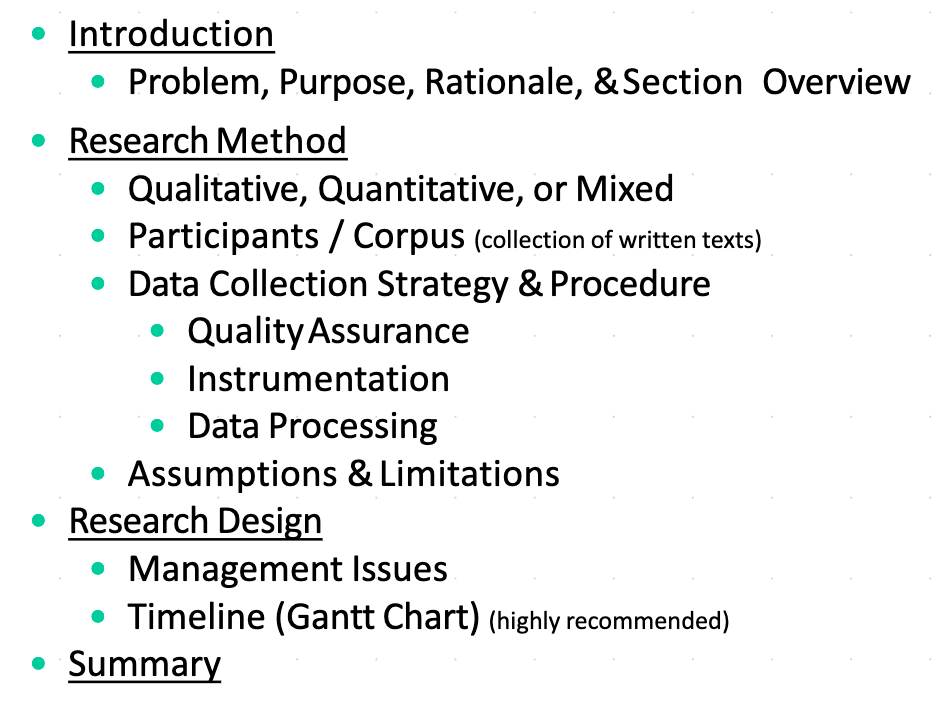 • Introduction
• Problem, Purpose, Rationale, & Section Overview
• Research Method
• Qualitative, Quantitative, or Mixed
• Participants / Corpus (collection of written texts)
• Data Collection Strategy & Procedure
• Quality Assurance
• Instrumentation
• Data Processing
• Assumptions & Limitations
• Research Design
• Management Issues
• Timeline (Gantt Chart) (highly recommended)
• Summary